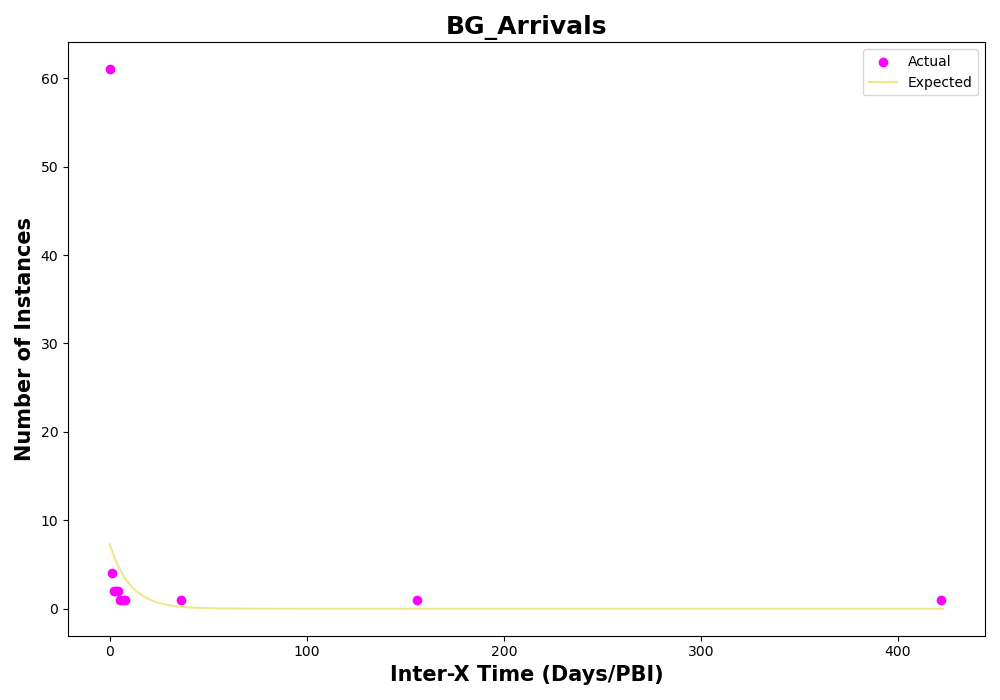 BG_Arrivals
Actual
Expected
Number of Instances
60
50
40
30
20
10
0
0 100 200 300 400
Inter-X Time (Days/PBI)